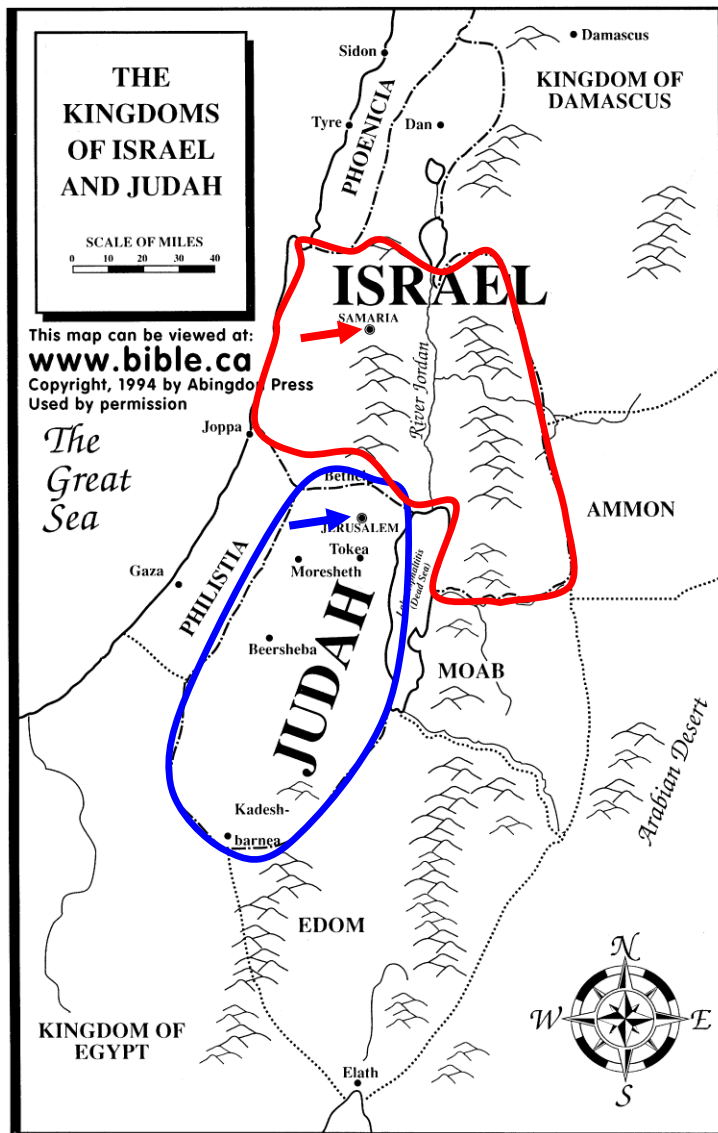 THE
KINGDOMS
OF ISRAEL
AND JUDAH
SCALE OF MILES
0 10 20 30 40
This map can be viewed at:
www.bible.ca
Copyright, 1994 by Abingdon Press
Used by permission
Sidon
Damascus
KINGDOM OF
DAMASCUS
Tyre
Dan
PHOENICIA
ISRAEL
SAMARIA
River Jordan
The
Great
Sea
Joppa
Bethel
JERUSALEM
AMMON
Tokea
Moresheth
Gaza
PHILISTIA
(Dead Sea)
Beersheba
JUDAH
MOAB
Arabian Desert
Kadesh-
barnea
EDOM
KINGDOM OF
EGYPT
Elath
N
W
E
S